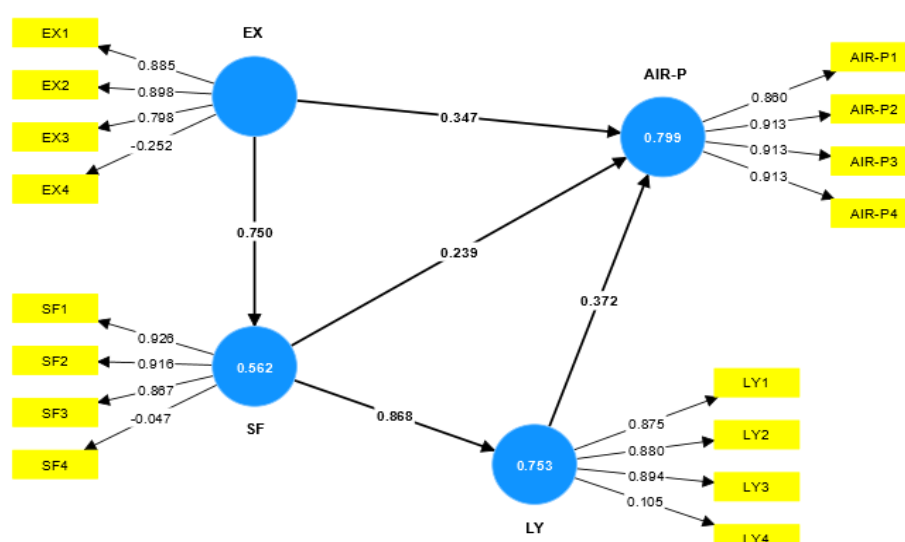 EX1
EX2
EX3
EX4
EX
0.885
0.898
0.798
-0.252
0.347
AIR-P
0.799
0.860
0.913
0.913
0.913
AIR-P1
AIR-P2
AIR-P3
AIR-P4
0.750
0.239
0.372
SF1
SF2
SF3
SF4
0.926
0.916
0.867
-0.047
0.562
SF
0.868
0.753
LY
0.875
0.880
0.894
0.105
LY1
LY2
LY3
LY4